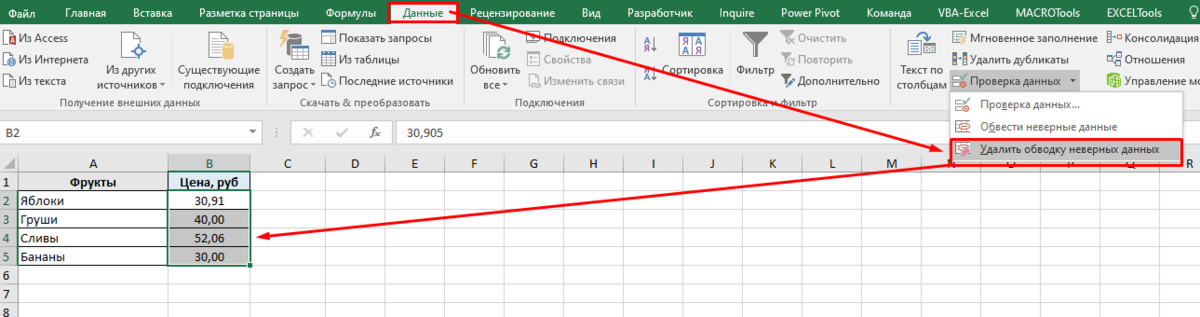 Файл Главная Вставка Разметка страницы Формулы Данные Рецензирование Вид Разработчик Inquire Power Pivot Команда VBA-Excel MACROTools EXCELTools
Из Access
Из Интернета
Из текста
Из других
источников
Существующие
подключения
Получение внешних данных
Создать
запрос
Показать запросы
Из таблицы
Последние источники
Скачать & преобразовать
Обновить
все
Подключения
Свойства
Изменить связи
Подключения
Сортировка
Фильтр
Очистить
Повторить
Дополнительно
Сортировка и фильтр
Текст по
столбцам
Мгновенное заполнение
Удалить дубликаты
Проверка данных
Консолидация
Отношения
Управление мо
Проверка данных...
Обвести неверные данные
Удалить обводку неверных данных
B2 fx 30,905
A B C D E F G H I J K L M R
1 Фрукты Цена, руб
2 Яблоки 30,91
3 Груши 40,00
4 Сливы 52,06
5 Бананы 30,00
6
7
8